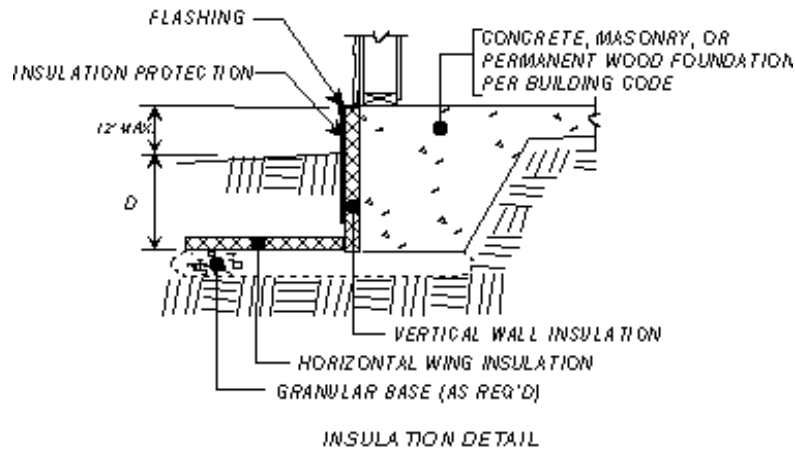 FLASHING
INSULATION PROTECTION
CONCRETE, MASONRY, OR
PERMANENT WOOD FOUNDATION
PER BUILDING CODE
12" MAX.
D
VERTICAL WALL INSULATION
HORIZONTAL WING INSULATION
GRANULAR BASE (AS REQ'D)
INSULATION DETAIL